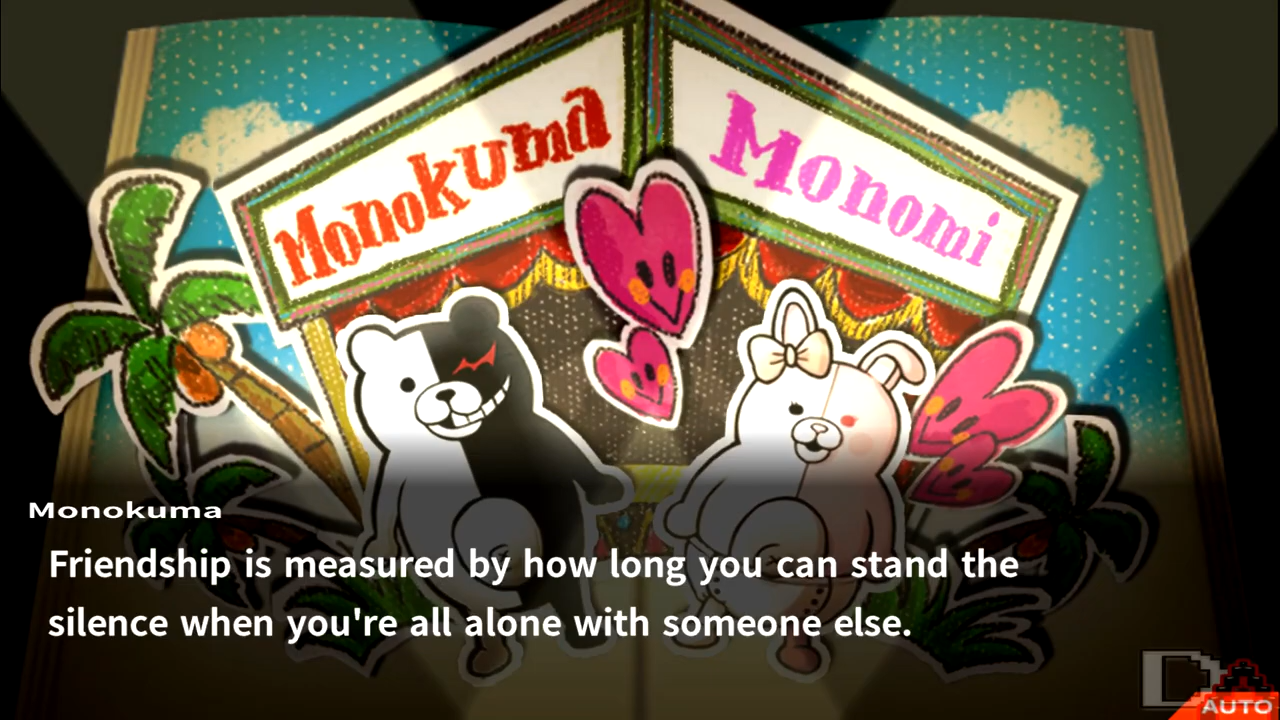 Monokuma
Monomi
Monokuma
Friendship is measured by how long you can stand the
silence when you're all alone with someone else.
AUTO